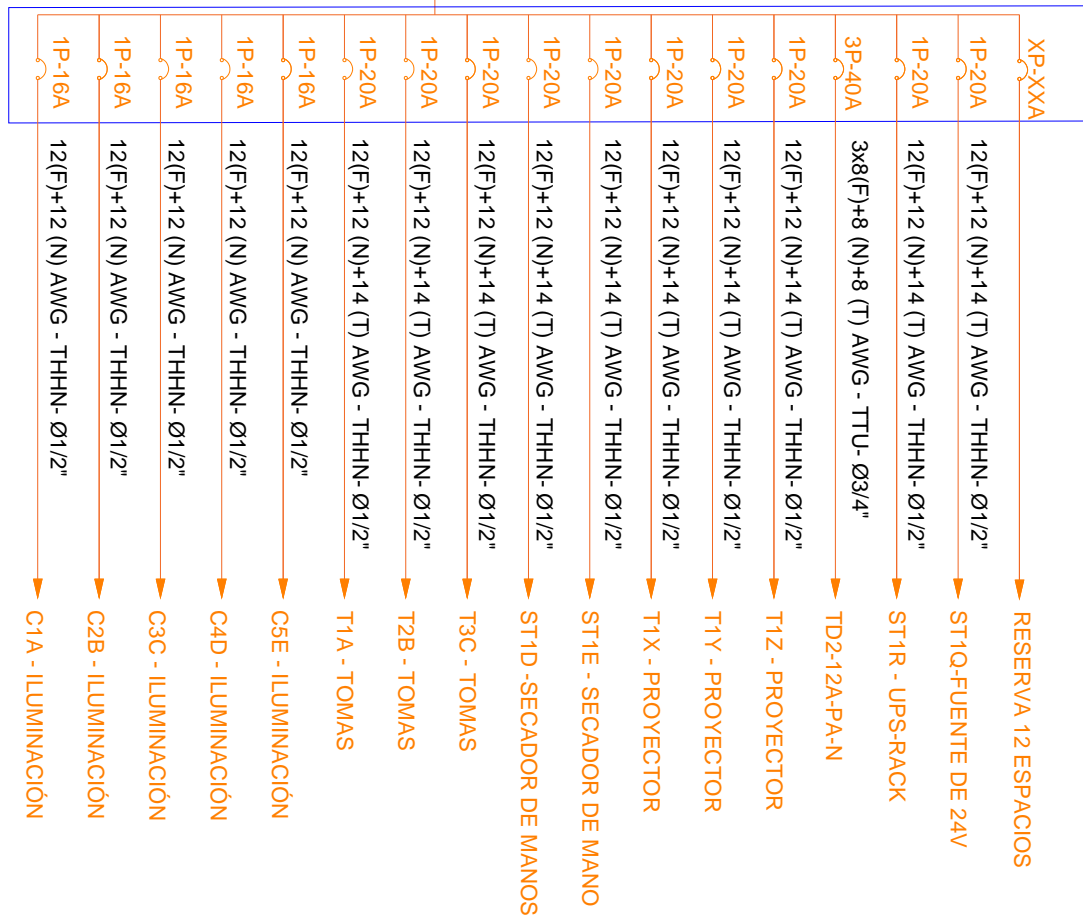 XP-XXA RESERVA 12 ESPACIOS
1P-20A 12(F)+12 (N)+14 (T) AWG - THHN- Ø1/2" ST1Q-FUENTE DE 24V
1P-20A 12(F)+12 (N)+14 (T) AWG - THHN- Ø1/2" ST1R - UPS-RACK
3P-40A 3x8(F)+8 (N)+8 (T) AWG - TTU- Ø3/4" TD2-12A-PA-N
1P-20A 12(F)+12 (N)+14 (T) AWG - THHN- Ø1/2" T1Z - PROYECTOR
1P-20A 12(F)+12 (N)+14 (T) AWG - THHN- Ø1/2" T1Y - PROYECTOR
1P-20A 12(F)+12 (N)+14 (T) AWG - THHN- Ø1/2" T1X - PROYECTOR
1P-20A 12(F)+12 (N)+14 (T) AWG - THHN- Ø1/2" ST1E - SECADOR DE MANO
1P-20A 12(F)+12 (N)+14 (T) AWG - THHN- Ø1/2" ST1D -SECADOR DE MANOS
1P-20A 12(F)+12 (N)+14 (T) AWG - THHN- Ø1/2" T3C - TOMAS
1P-20A 12(F)+12 (N)+14 (T) AWG - THHN- Ø1/2" T2B - TOMAS
1P-20A 12(F)+12 (N)+14 (T) AWG - THHN- Ø1/2" T1A - TOMAS
1P-16A 12(F)+12 (N) AWG - THHN- Ø1/2" C5E - ILUMINACIÓN
1P-16A 12(F)+12 (N) AWG - THHN- Ø1/2" C4D - ILUMINACIÓN
1P-16A 12(F)+12 (N) AWG - THHN- Ø1/2" C3C - ILUMINACIÓN
1P-16A 12(F)+12 (N) AWG - THHN- Ø1/2" C2B - ILUMINACIÓN
1P-16A 12(F)+12 (N) AWG - THHN- Ø1/2" C1A - ILUMINACIÓN